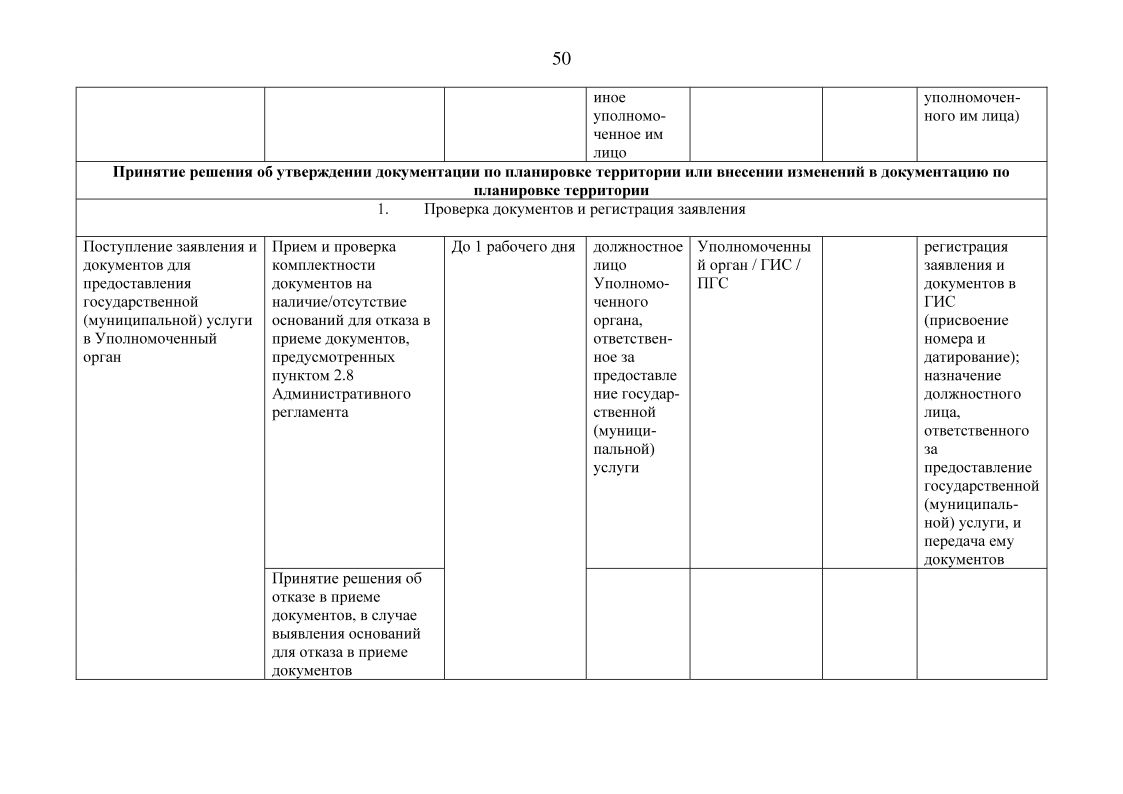 50
иное
уполномо-
ченное им
лицо
уполномочен-
ного им лица)
Принятие решения об утверждении документации по планировке территории или внесении изменений в документацию по
планировке территории
1. Проверка документов и регистрация заявления
Поступление заявления и
документов для
предоставления
государственной
(муниципальной) услуги
в Уполномоченный
орган
Прием и проверка
комплектности
документов на
наличие/отсутствие
оснований для отказа в
приеме документов,
предусмотренных
пунктом 2.8
Административного
регламента
До 1 рабочего дня
должностное
лицо
Уполномо-
ченного
органа,
ответствен-
ное за
предоставле
ние государ-
ственной
(муници-
пальной)
услуги
Уполномоченны
й орган / ГИС /
ПГС
регистрация
заявления и
документов в
ГИС
(присвоение
номера и
датирование);
назначение
должностного
лица,
ответственного
за
предоставление
государственной
(муниципаль-
ной) услуги, и
передача ему
документов
Принятие решения об
отказе в приеме
документов, в случае
выявления оснований
для отказа в приеме
документов